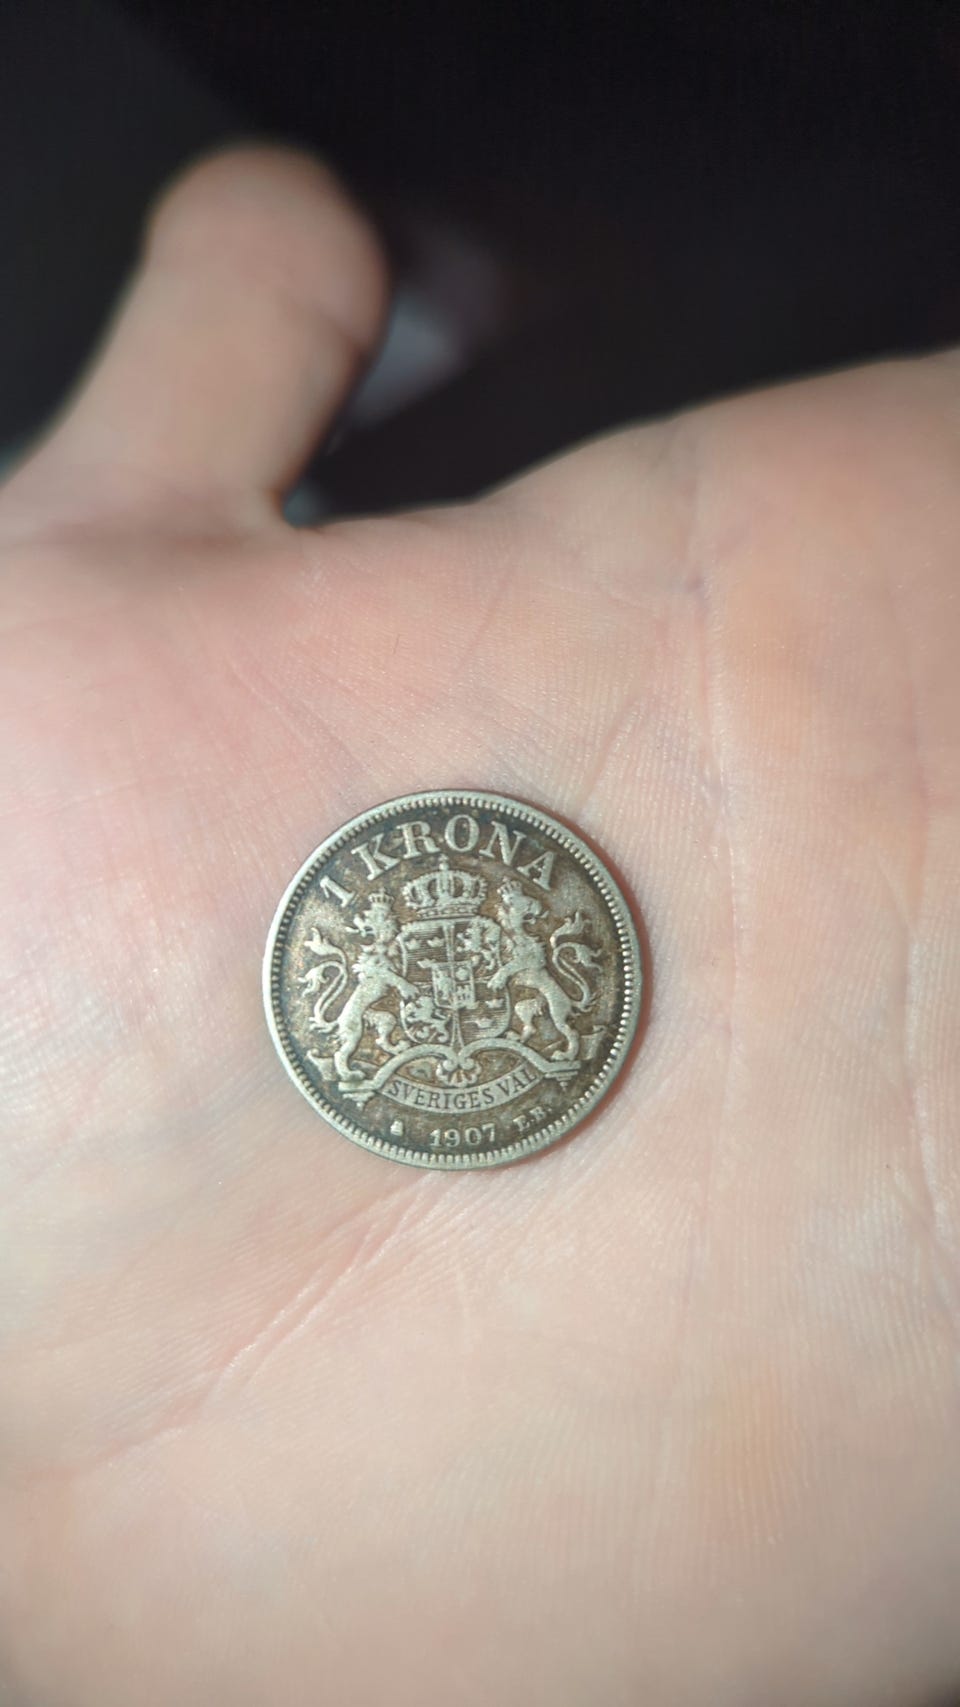 1 KRONA
SVERIGES VÄL
1907 E.B.